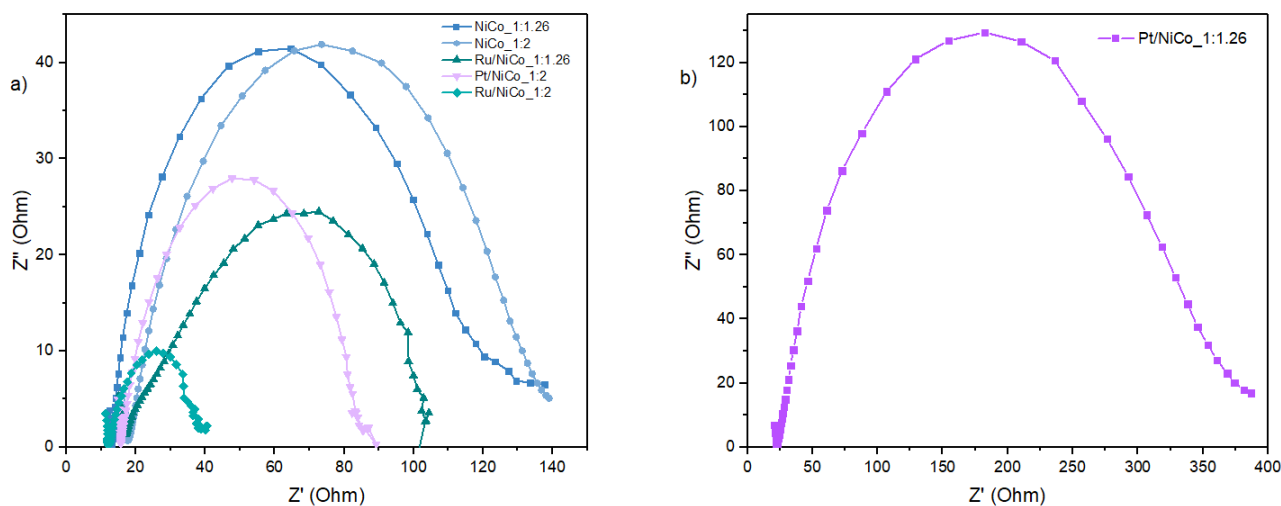 a)
NiCo_1:1.26
NiCo_1:2
Ru/NiCo_1:1.26
Pt/NiCo_1:2
Ru/NiCo_1:2
40
30
20
10
0
Z" (Ohm)
0 20 40 60 80 100 120 140 160
Z' (Ohm)
b)
Pt/NiCo_1:1.26
120
100
80
60
40
20
0
Z" (Ohm)
0 50 100 150 200 250 300 350 400
Z' (Ohm)